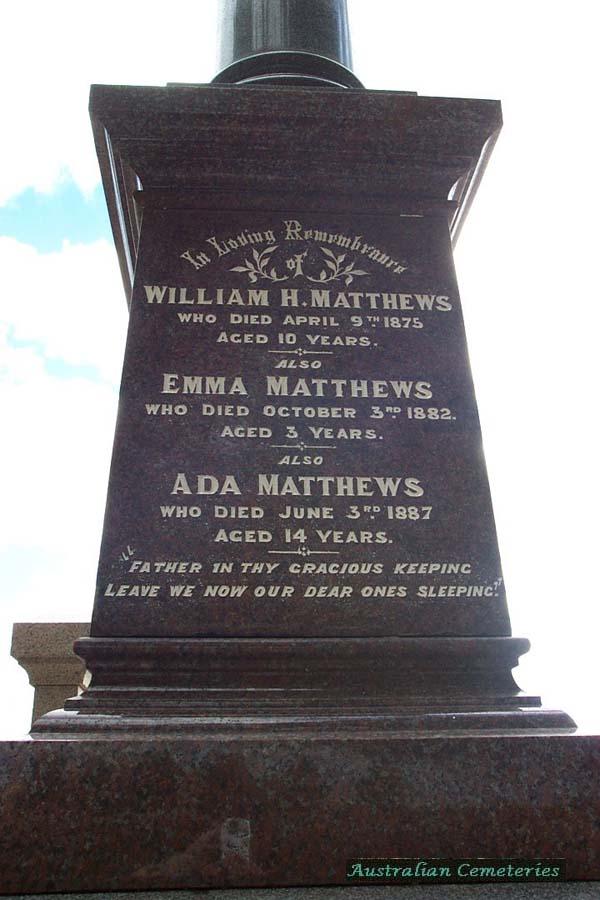 In Loving Remembrance
of
WILLIAM H. MATTHEWS
WHO DIED APRIL 9TH 1875
AGED 10 YEARS.
ALSO
EMMA MATTHEWS
WHO DIED OCTOBER 3RD 1882.
AGED 3 YEARS.
ALSO
ADA MATTHEWS
WHO DIED JUNE 3RD 1887
AGED 14 YEARS.
"FATHER IN THY GRACIOUS KEEPING
LEAVE WE NOW OUR DEAR ONES SLEEPING."
Australian Cemeteries